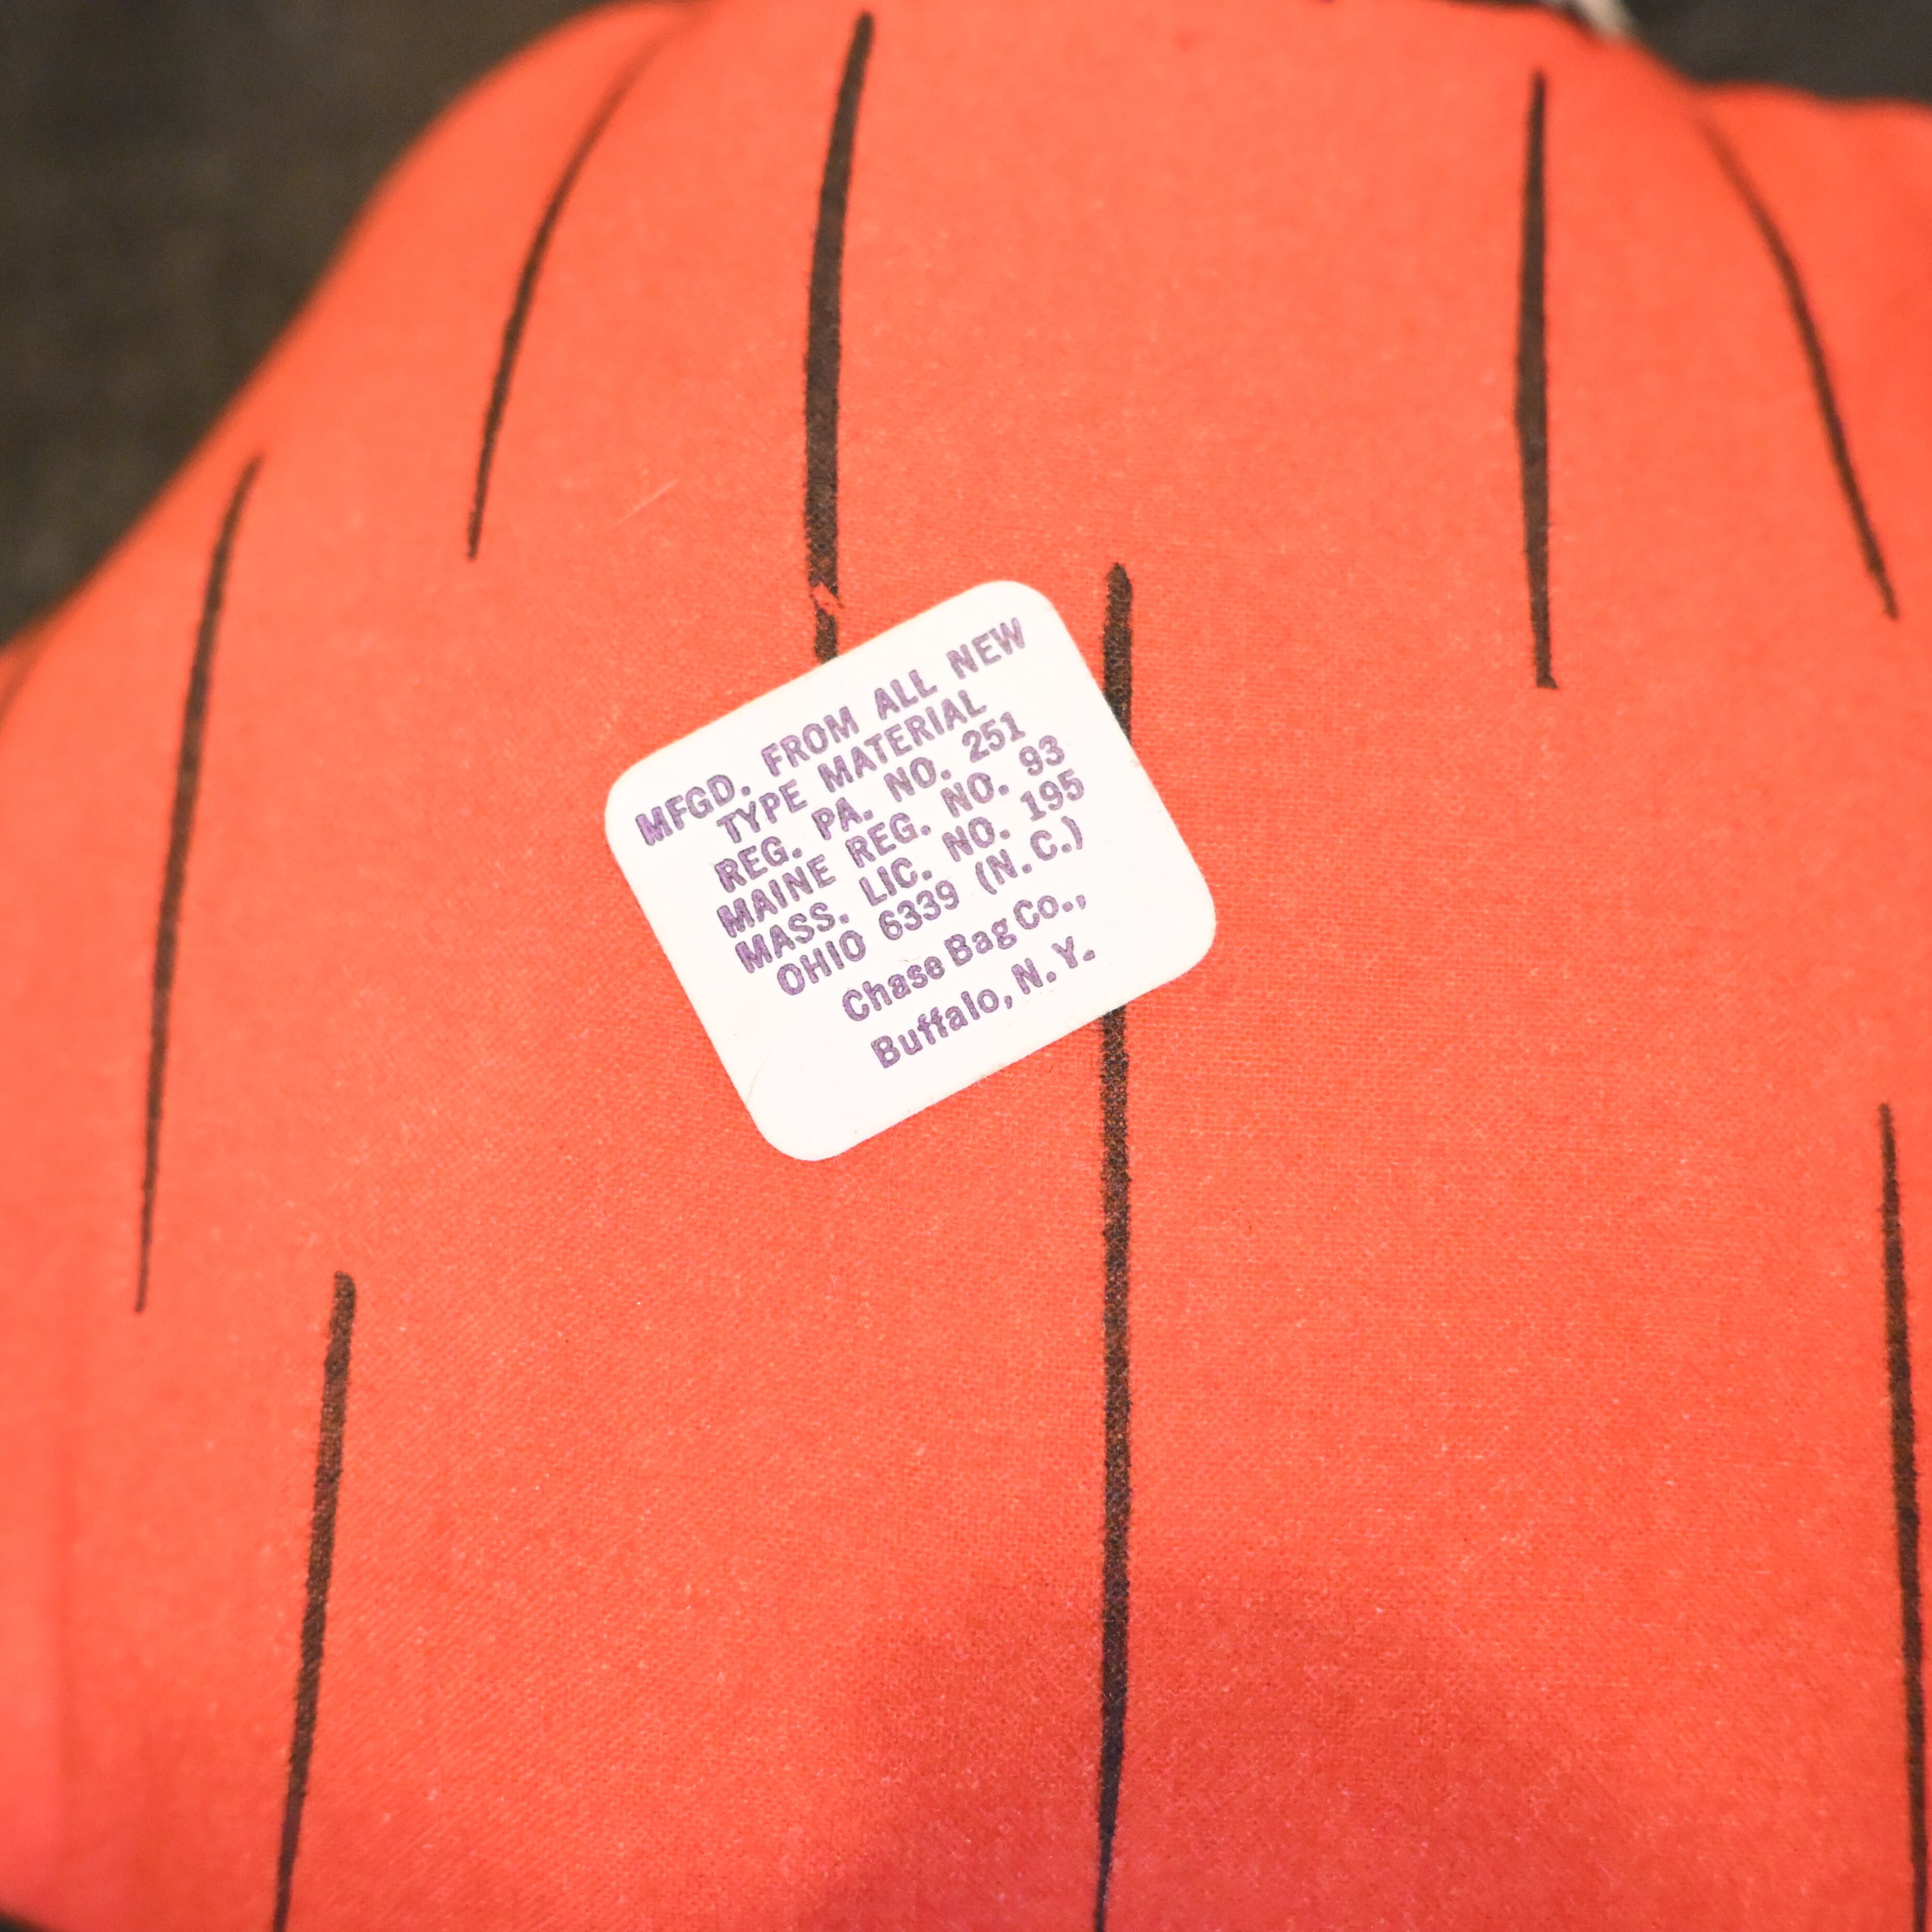 MFGD. FROM ALL NEW
TYPE MATERIAL
REG. PA. NO. 251
MAINE REG. NO. 93
MASS. LIC. NO. 195
OHIO 6339 (N.C.)
Chase Bag Co.,
Buffalo, N.Y.